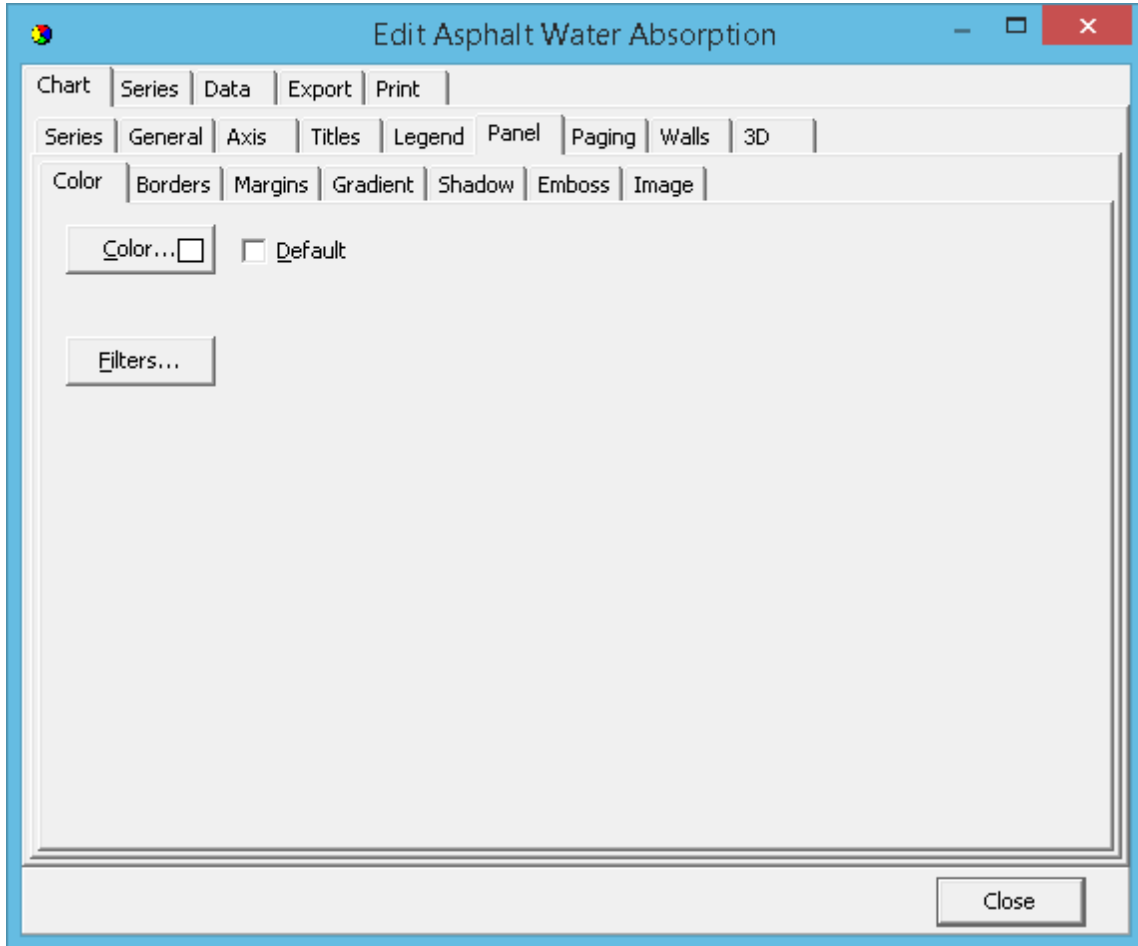 Edit Asphalt Water Absorption
Chart Series Data Export Print
Series General Axis Titles Legend Panel Paging Walls 3D
Color Borders Margins Gradient Shadow Emboss Image
Color... Default
Filters...
Close